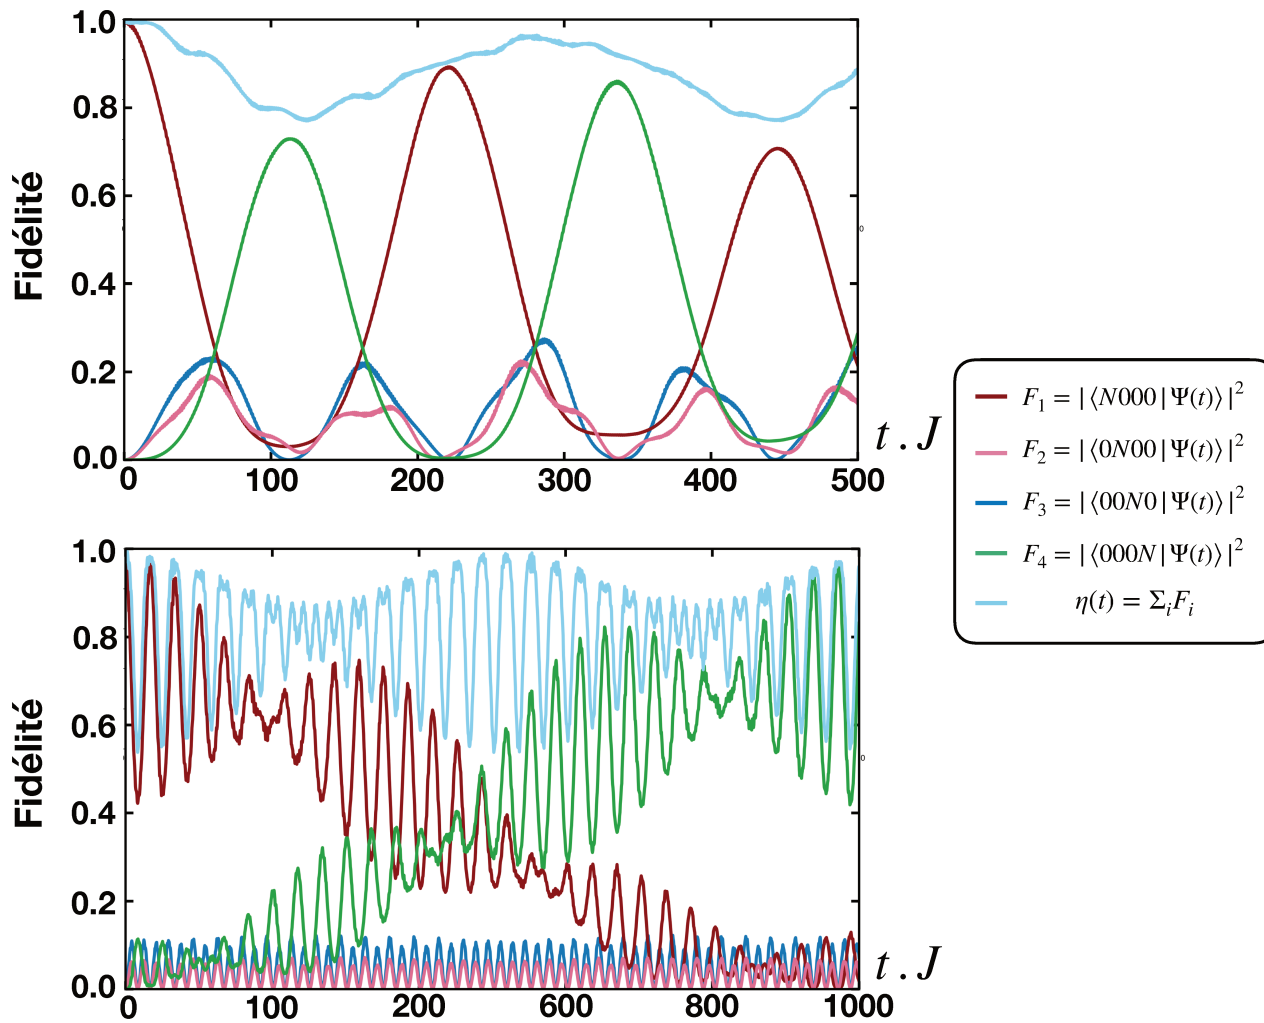 1.0
0.8
0.6
0.4
0.2
0.0
Fidélité
0 100 200 300 400 500
t . J
F₁ = |⟨N000|Ψ(t)⟩|²
F₂ = |⟨0N00|Ψ(t)⟩|²
F₃ = |⟨00N0|Ψ(t)⟩|²
F₄ = |⟨000N|Ψ(t)⟩|²
η(t) = ΣᵢFᵢ
1.0
0.8
0.6
0.4
0.2
0.0
Fidélité
0 100 200 600 800 1000
t . J